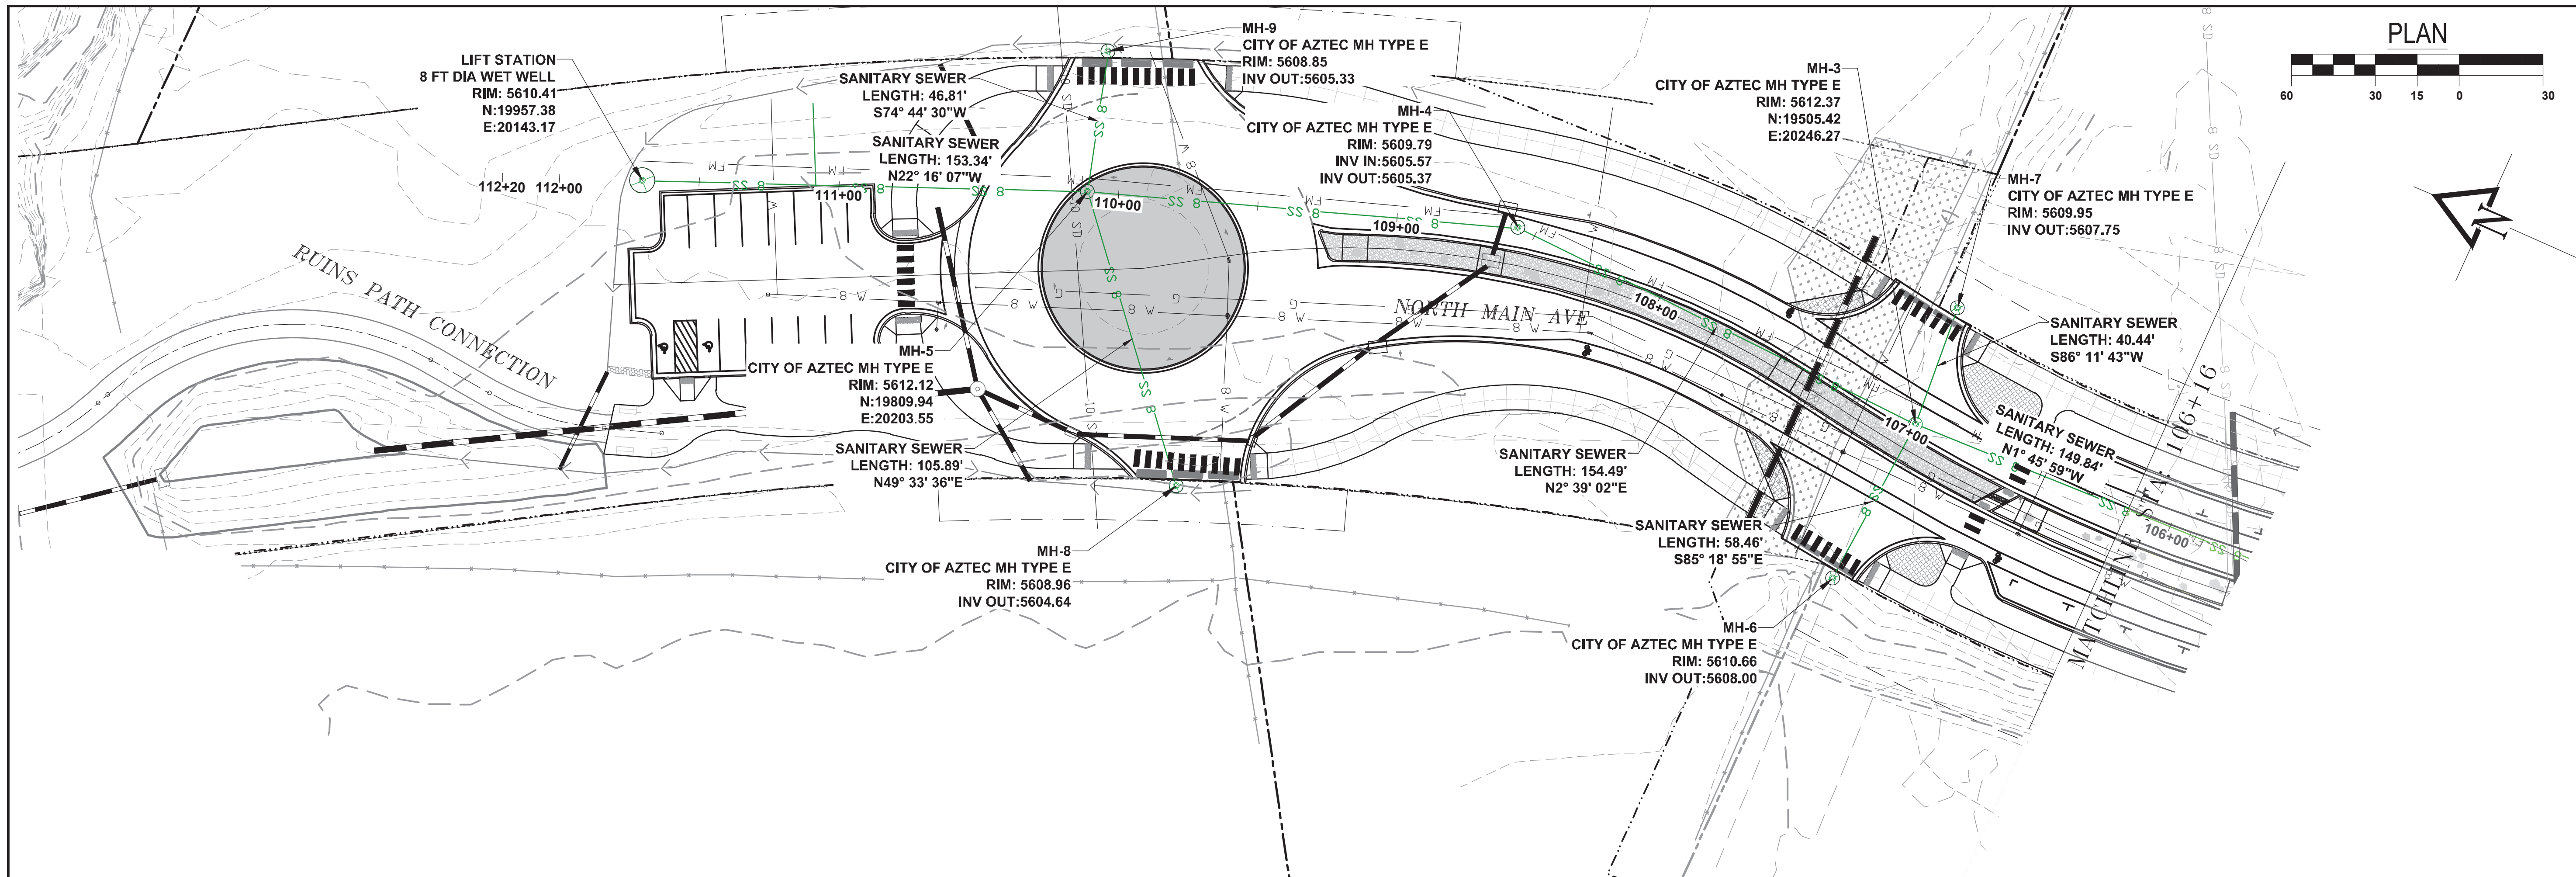 PLAN
60 30 15 0 30
N
LIFT STATION
8 FT DIA WET WELL
RIM: 5610.41
N:19957.38
E:20143.17
SANITARY SEWER
LENGTH: 46.81'
S74° 44' 30"W
SANITARY SEWER
LENGTH: 153.34'
N22° 16' 07"W
MH-9
CITY OF AZTEC MH TYPE E
RIM: 5608.85
INV OUT:5605.33
MH-4
CITY OF AZTEC MH TYPE E
RIM: 5609.79
INV IN:5605.57
INV OUT:5605.37
MH-3
CITY OF AZTEC MH TYPE E
RIM: 5612.37
N:19505.42
E:20246.27
MH-7
CITY OF AZTEC MH TYPE E
RIM: 5609.95
INV OUT:5607.75
112+20 112+00
111+00
110+00
109+00
108+00
107+00
106+00
RUINS PATH CONNECTION
NORTH MAIN AVE
SANITARY SEWER
LENGTH: 40.44'
S86° 11' 43"W
SANITARY SEWER
LENGTH: 149.84'
N1° 45' 59"W
MH-5
CITY OF AZTEC MH TYPE E
RIM: 5612.12
N:19809.94
E:20203.55
SANITARY SEWER
LENGTH: 105.89'
N49° 33' 36"E
SANITARY SEWER
LENGTH: 154.49'
N2° 39' 02"E
SANITARY SEWER
LENGTH: 58.46'
S85° 18' 55"E
MH-8
CITY OF AZTEC MH TYPE E
RIM: 5608.96
INV OUT:5604.64
MH-6
CITY OF AZTEC MH TYPE E
RIM: 5610.66
INV OUT:5608.00
MATCHLINE STA: 106+16